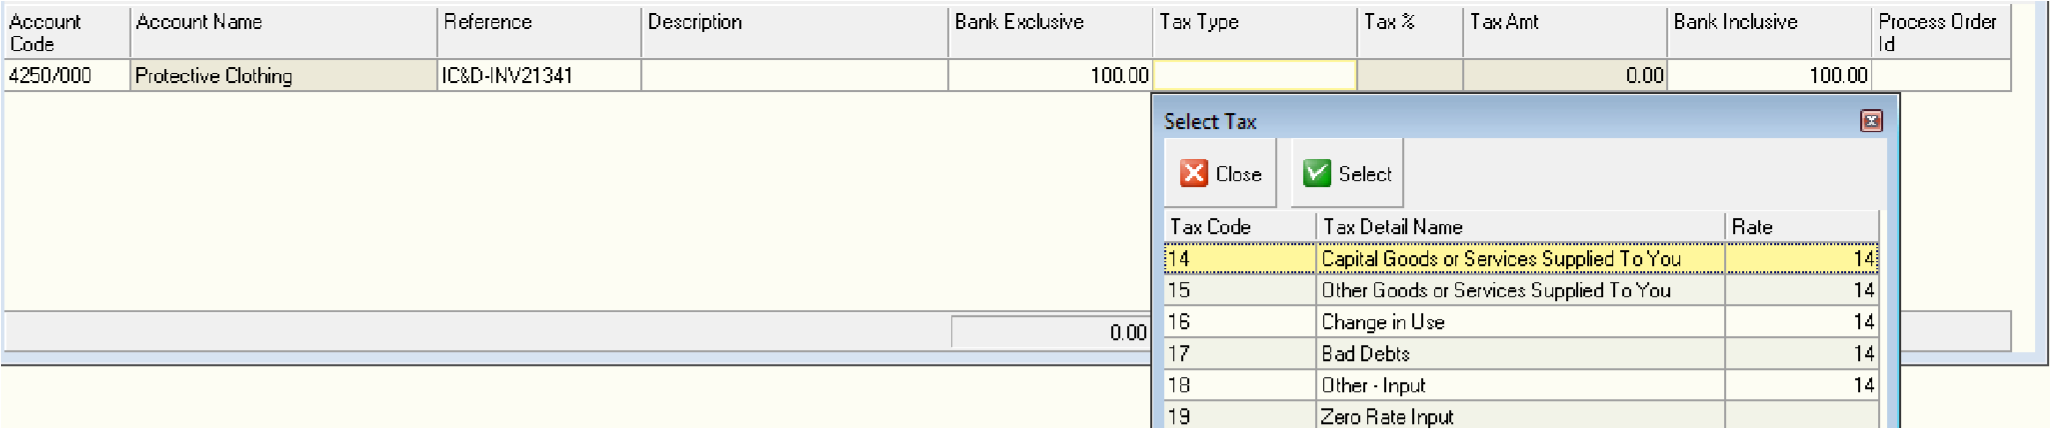 Account Code Account Name Reference Description Bank Exclusive Tax Type Tax % Tax Amt Bank Inclusive Process Order Id
4250/000 Protective Clothing IC&D-INV21341 100.00 0.00 100.00
Select Tax
Close Select
Tax Code Tax Detail Name Rate
14 Capital Goods or Services Supplied To You 14
15 Other Goods or Services Supplied To You 14
16 Change in Use 14
0.00
17 Bad Debts 14
18 Other - Input 14
19 Zero Rate Input